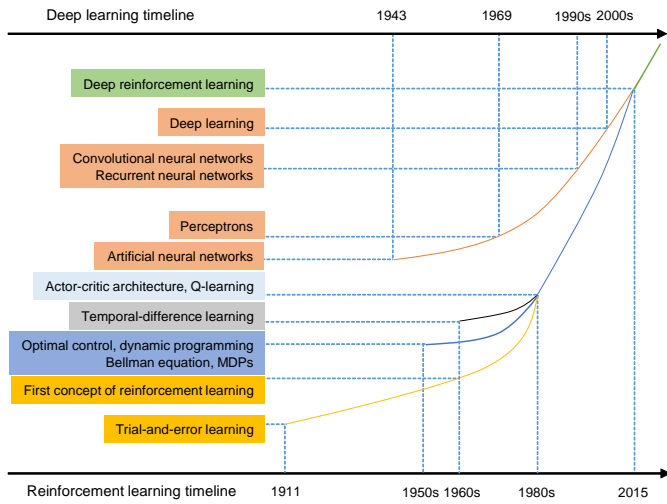 Deep learning timeline
1943
1969
1990s
2000s
Deep reinforcement learning
Deep learning
Convolutional neural networks
Recurrent neural networks
Perceptrons
Artificial neural networks
Actor-critic architecture, Q-learning
Temporal-difference learning
Optimal control, dynamic programming
Bellman equation, MDPs
First concept of reinforcement learning
Trial-and-error learning
Reinforcement learning timeline
1911
1950s
1960s
1980s
2015